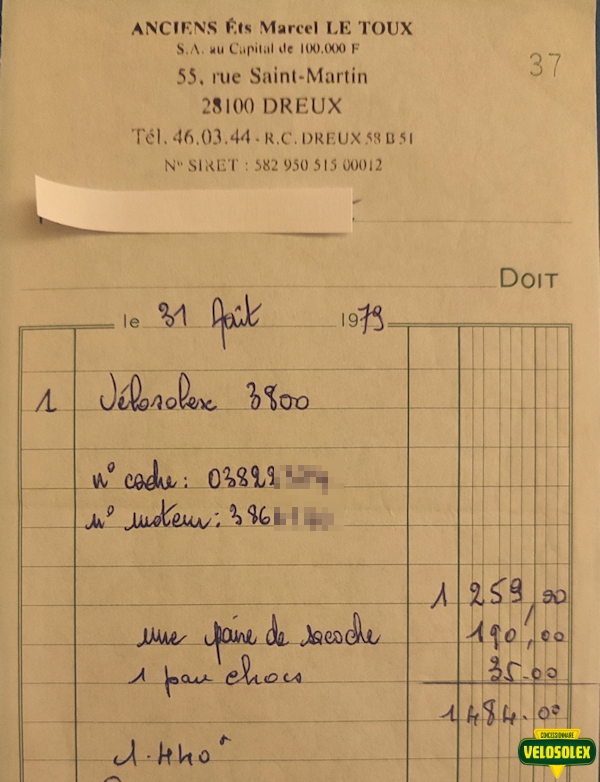 ANCIENS Éts Marcel LE TOUX
S.A. au Capital de 100.000 F
37
55, rue Saint-Martin
28100 DREUX
Tél. 46.03.44 - R.C. DREUX 58 B 51
N° SIRET : 582 950 515 00012
DOIT
le 31 Août 1979
1 Vélosolex 3800
n° cadre : 03822
n° moteur : 386
1 259,00
une paire de sacoche 190,00
1 pare chocs 35.00
1484.00
1.440
CONCESSIONNAIRE
VELOSOLEX